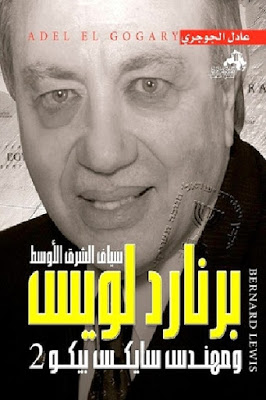 ADEL EL GOGARY عادل الجوجري
سياف الشرق الأوسط
برنارد لويس
ومهندس سايكس بيكو 2
BERNARD LEWIS